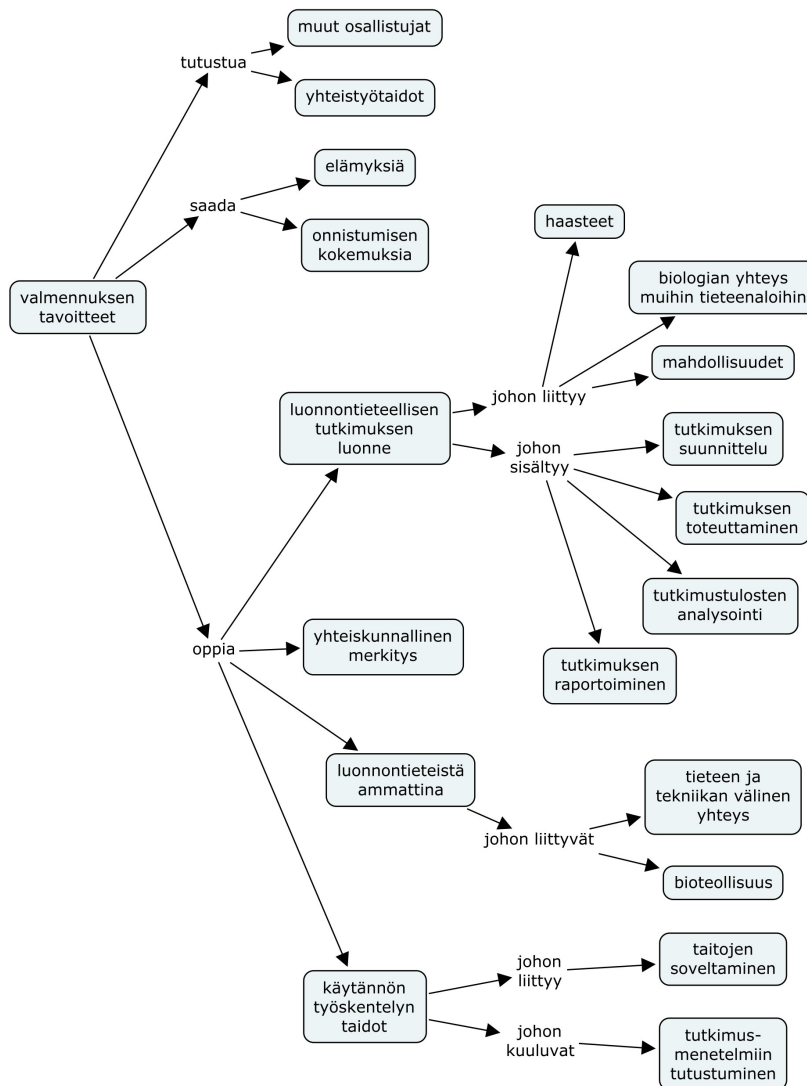 muut osallistujat
tutustua
yhteistyötaidot
elämyksiä
saada
onnistumisen
kokemuksia
haasteet
valmennuksen
tavoitteet
biologian yhteys
muihin tieteenaloihin
mahdollisuudet
johon liittyy
luonnontieteellisen
tutkimuksen
luonne
johon
sisältyy
tutkimuksen
suunnittelu
tutkimuksen
toteuttaminen
tutkimustulosten
analysointi
tutkimuksen
raportoiminen
oppia
yhteiskunnallinen
merkitys
luonnontieteistä
ammattina
johon liittyvät
tieteen ja
tekniikan välinen
yhteys
bioteollisuus
käytännön
työskentelyn
taidot
johon
liittyy
taitojen
soveltaminen
johon
kuuluvat
tutkimus-
menetelmiin
tutustuminen